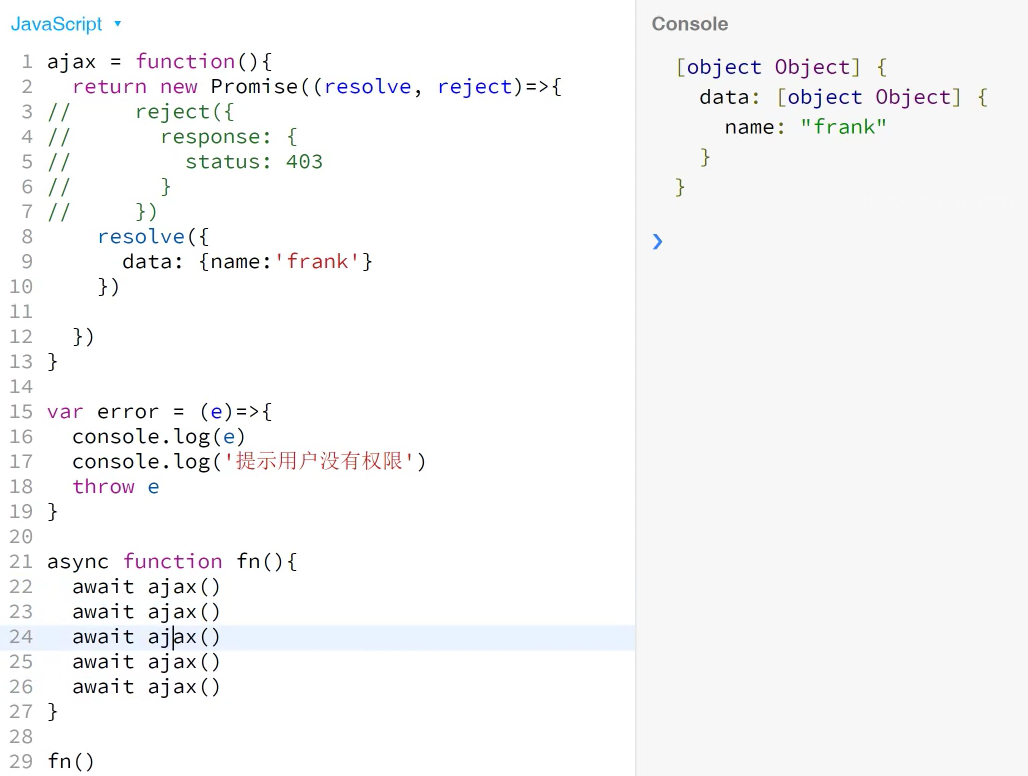 JavaScript ▾
1 ajax = function(){
2   return new Promise((resolve, reject)=>{
3 //     reject({
4 //       response: {
5 //         status: 403
6 //       }
7 //     })
8     resolve({
9       data: {name:'frank'}
10     })
11
12   })
13 }
14
15 var error = (e)=>{
16   console.log(e)
17   console.log('提示用户没有权限')
18   throw e
19 }
20
21 async function fn(){
22   await ajax()
23   await ajax()
24   await ajax()
25   await ajax()
26   await ajax()
27 }
28
29 fn()
Console
[object Object] {
  data: [object Object] {
    name: "frank"
  }
}
❯